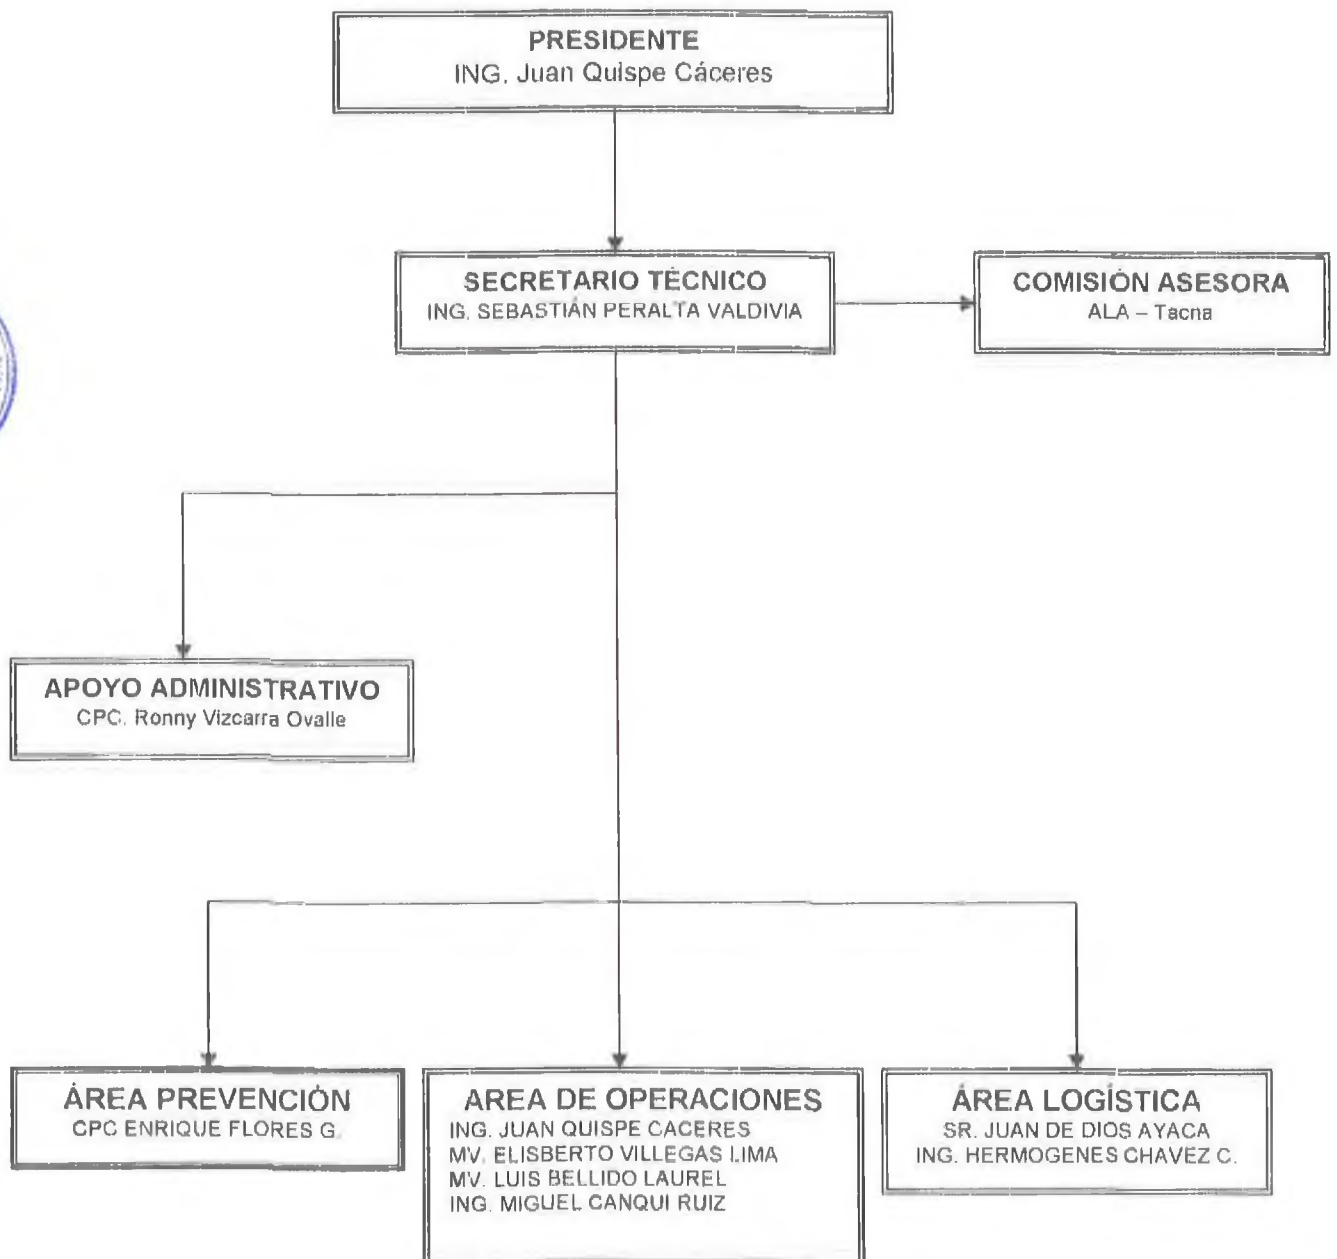 PRESIDENTE
ING. Juan Quispe Cáceres
SECRETARIO TÉCNICO
ING. SEBASTIÁN PERALTA VALDIVIA
COMISIÓN ASESORA
ALA – Tacna
APOYO ADMINISTRATIVO
CPC. Ronny Vizcarra Ovalle
ÁREA PREVENCIÓN
CPC ENRIQUE FLORES G.
AREA DE OPERACIONES
ING. JUAN QUISPE CACERES
MV. ELISBERTO VILLEGAS LIMA
MV. LUIS BELLIDO LAUREL
ING. MIGUEL CANQUI RUIZ
ÁREA LOGÍSTICA
SR. JUAN DE DIOS AYACA
ING. HERMOGENES CHAVEZ C.